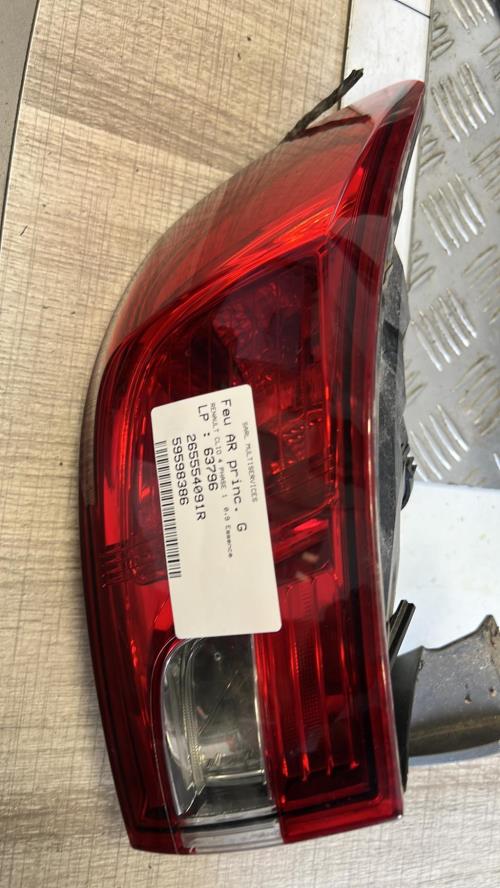 SARL MULTISERVICES
Feu AR princ. G
RENAULT CLIO 4 PHASE 1 0.9 Essence
LP : 63796
265554091R
59598386